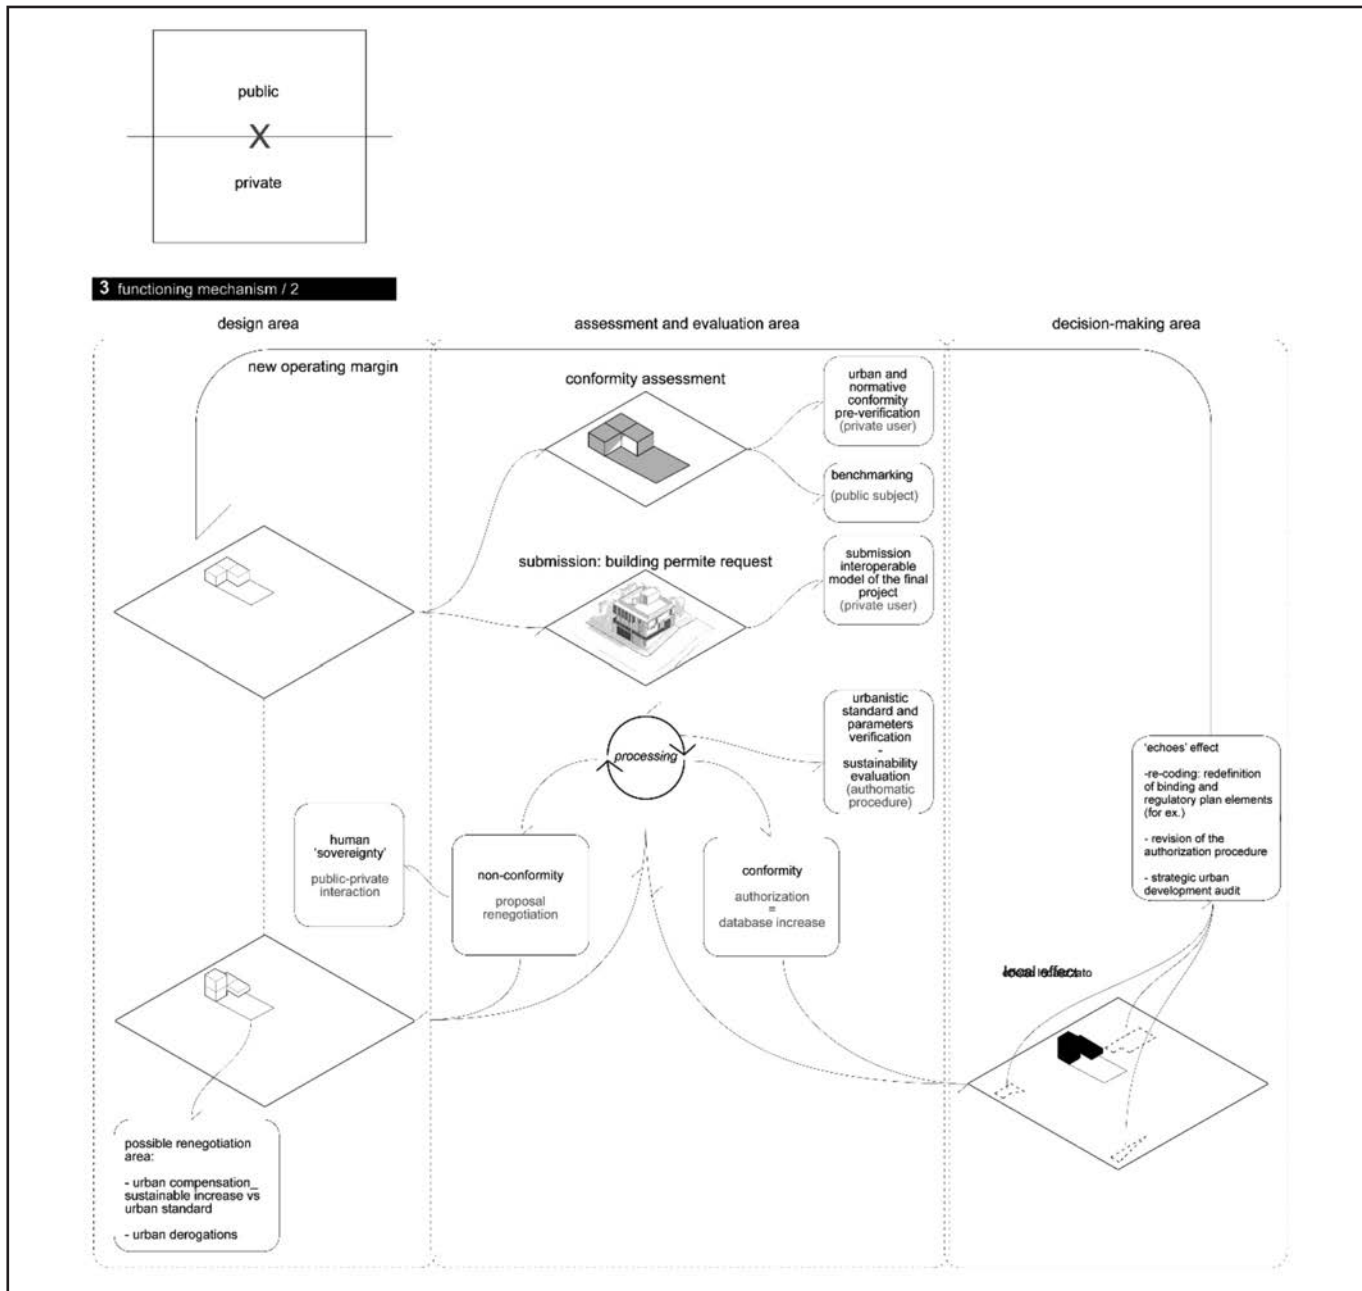 public
X
private
3 functioning mechanism / 2
design area
assessment and evaluation area
decision-making area
new operating margin
conformity assessment
urban and
normative
conformity
pre-verification
(private user)
benchmarking
(public subject)
submission: building permite request
submission
interoperable
model of the final
project
(private user)
processing
urbanistic
standard and
parameters
verification
-
sustainability
evaluation
(authomatic
procedure)
human
'sovereignty'
public-private
interaction
non-conformity
proposal
renegotiation
conformity
authorization
=
database increase
'echoes' effect
-re-coding: redefinition
of binding and
regulatory plan elements
(for ex.)
- revision of the
authorization procedure
- strategic urban
development audit
local effect
possible renegotiation
area:
- urban compensation_
sustainable increase vs
urban standard
- urban derogations